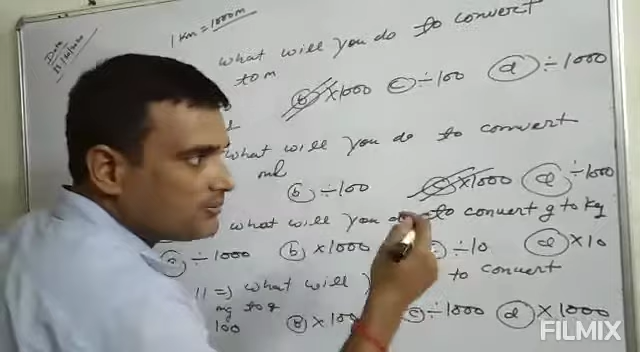 1 Km = 1000m
Date
what will you do to convert
to m
(b) ×1000 (c) ÷100 (d) ÷1000
what will you do to convert
ml
(b) ÷100 (c) ×1000 (d) ÷1000
what will you do to convert g to Kg
(a) ÷1000 (b) ×1000 ÷10 (d) ×10
11 => what will to convert
mg to g
100 (b) ×100 (c) ÷1000 (d) ×1000
FILMIX